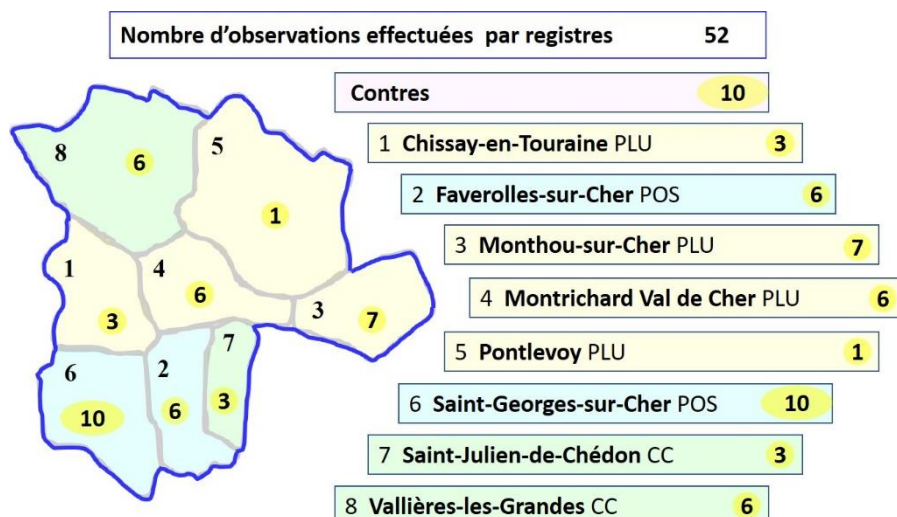 Nombre d’observations effectuées par registres 52
Contres 10
1 Chissay-en-Touraine PLU 3
2 Faverolles-sur-Cher POS 6
3 Monthou-sur-Cher PLU 7
4 Montrichard Val de Cher PLU 6
5 Pontlevoy PLU 1
6 Saint-Georges-sur-Cher POS 10
7 Saint-Julien-de-Chédon CC 3
8 Vallières-les-Grandes CC 6
8
6
5
1
1
3
4
6
3
7
6
10
2
6
7
3